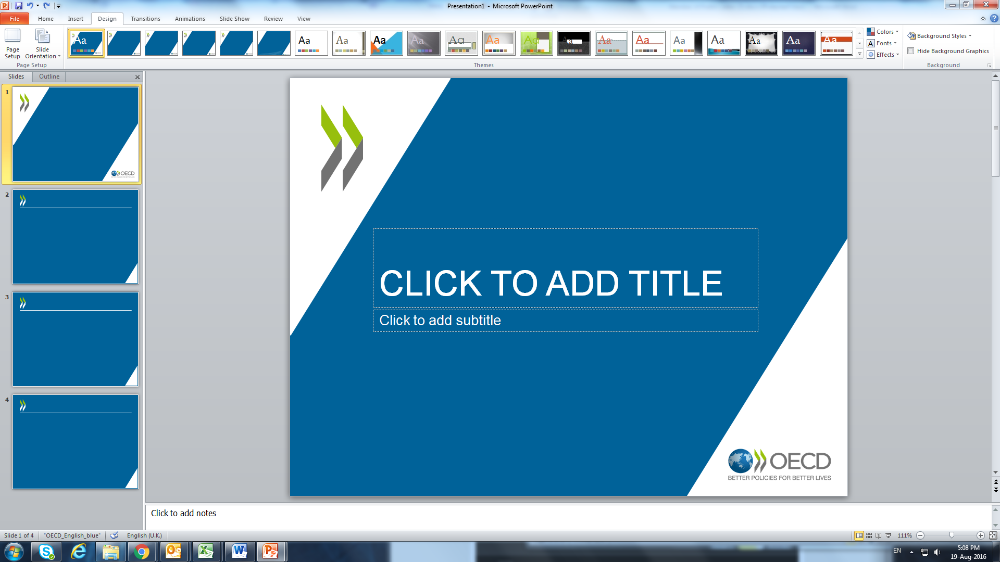 Presentation1 - Microsoft PowerPoint
File Home Insert Design Transitions Animations Slide Show Review View
Page Setup
Slide Orientation
Page Setup
Aa Aa Aa Aa Aa Aa Aa Aa Aa Aa Aa Aa Aa Aa Aa Aa
Themes
Colors
Fonts
Effects
Background Styles
Hide Background Graphics
Background
Slides Outline
1
OECD
2
3
4
CLICK TO ADD TITLE
Click to add subtitle
OECD
BETTER POLICIES FOR BETTER LIVES
Click to add notes
Slide 1 of 4 "OECD_English_blue" English (U.K.) 111%
EN 5:08 PM
19-Aug-2016